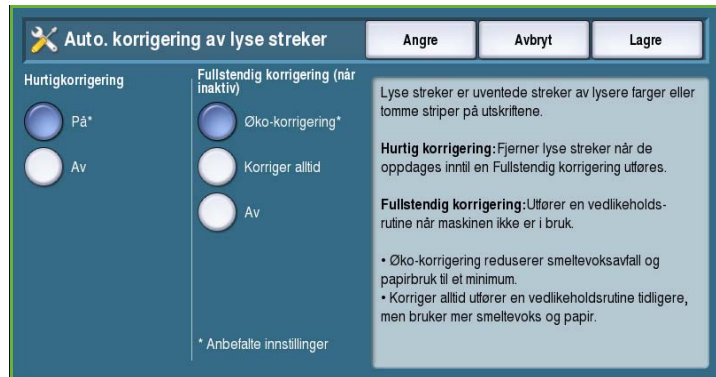 Auto. korrigering av lyse streker
Angre
Avbryt
Lagre
Hurtigkorrigering
På*
Av
Fullstendig korrigering (når
inaktiv)
Øko-korrigering*
Korriger alltid
Av
* Anbefalte innstillinger
Lyse streker er uventede streker av lysere farger eller
tomme striper på utskriftene.
Hurtig korrigering:Fjerner lyse streker når de
oppdages inntil en Fullstendig korrigering utføres.
Fullstendig korrigering:Utfører en vedlikeholds-
rutine når maskinen ikke er i bruk.
• Øko-korrigering reduserer smeltevoksavfall og
papirbruk til et minimum.
• Korriger alltid utfører en vedlikeholdsrutine tidligere,
men bruker mer smeltevoks og papir.